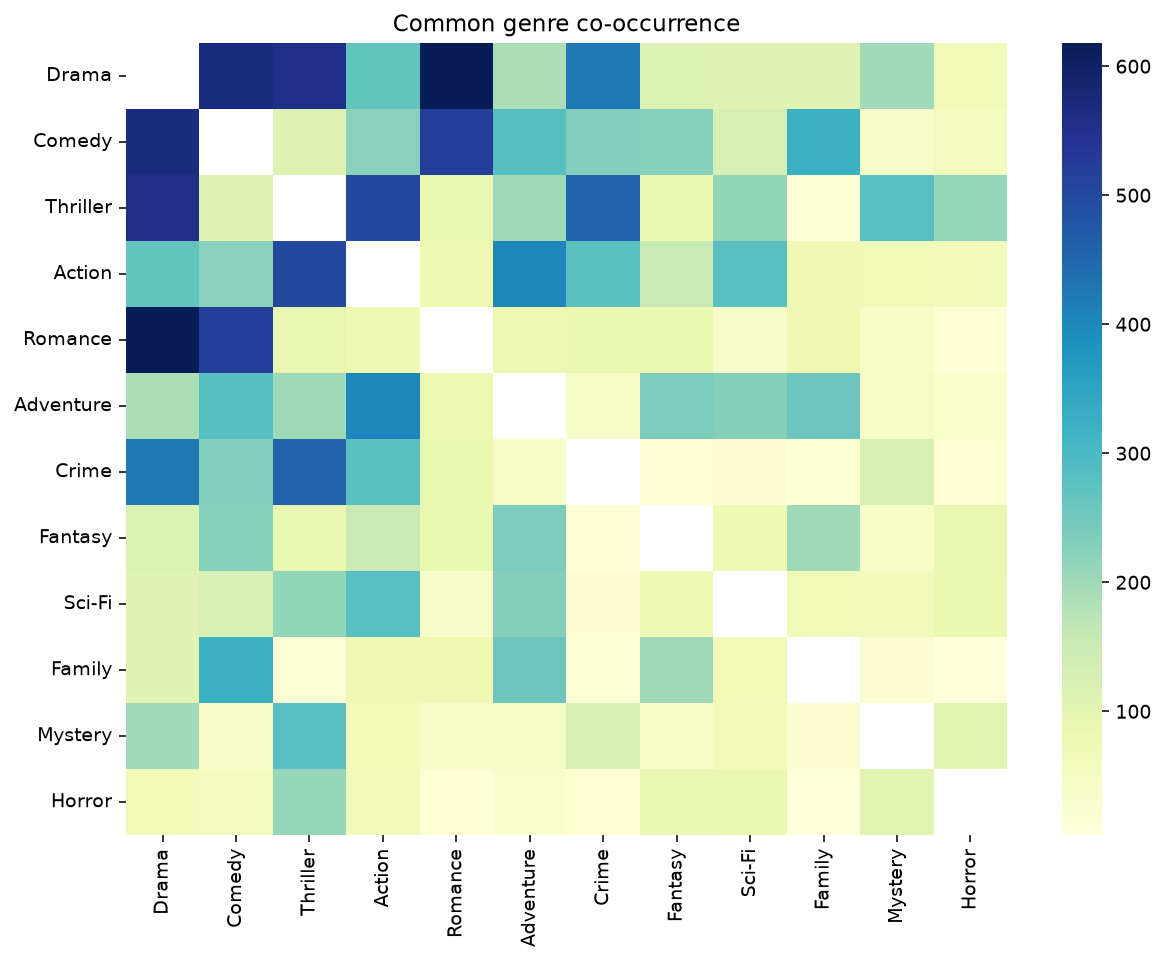 Common genre co-occurrence
Drama
Comedy
Thriller
Action
Romance
Adventure
Crime
Fantasy
Sci-Fi
Family
Mystery
Horror
Drama
Comedy
Thriller
Action
Romance
Adventure
Crime
Fantasy
Sci-Fi
Family
Mystery
Horror
600
500
400
300
200
100